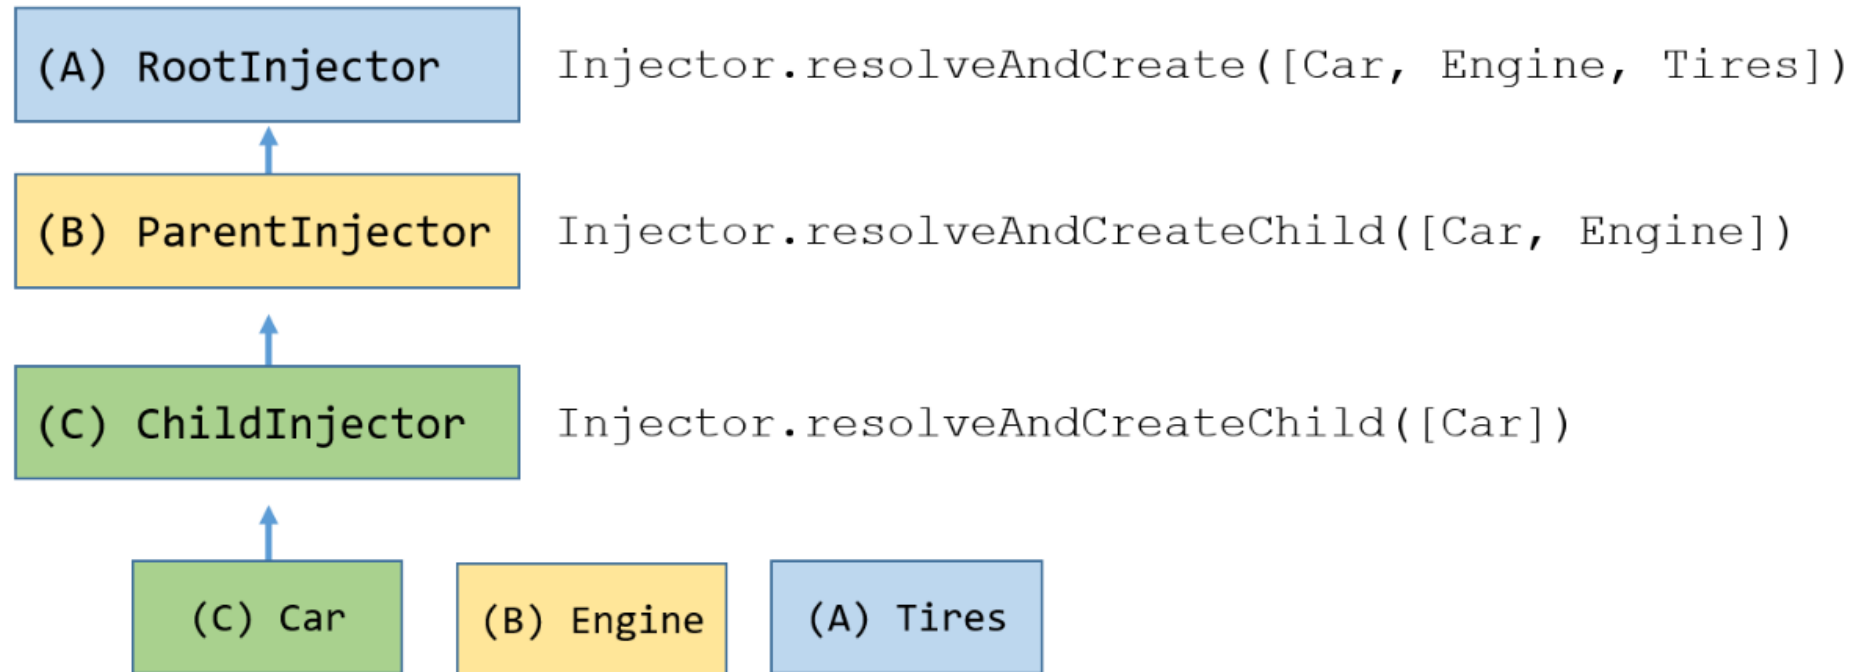 (A) RootInjector Injector.resolveAndCreate([Car, Engine, Tires])
(B) ParentInjector Injector.resolveAndCreateChild([Car, Engine])
(C) ChildInjector Injector.resolveAndCreateChild([Car])
(C) Car (B) Engine (A) Tires